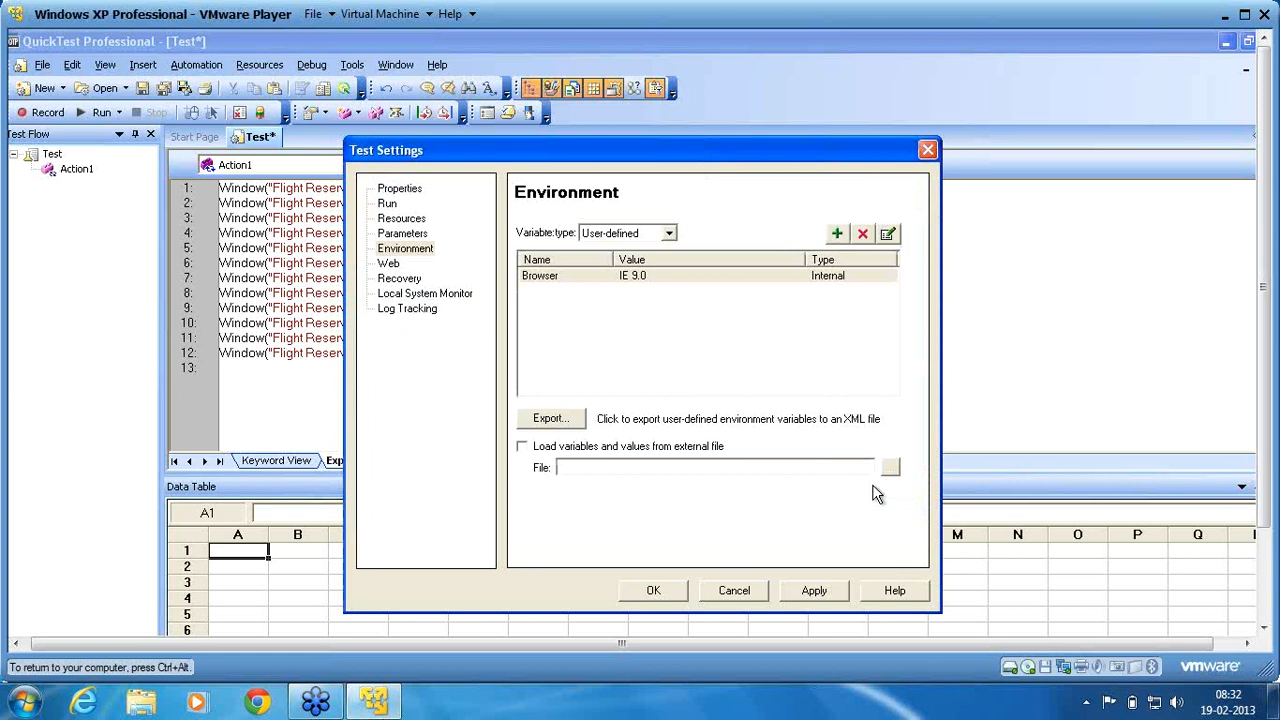 Windows XP Professional - VMware Player File Virtual Machine Help
QuickTest Professional - [Test*]
File Edit View Insert Automation Resources Debug Tools Window Help
New Open
Record Run Stop
Test Flow
Start Page Test*
Test
Action1
Action1
1: Window("Flight Reser
2: Window("Flight Reser
3: Window("Flight Reser
4: Window("Flight Reser
5: Window("Flight Reser
6: Window("Flight Reser
7: Window("Flight Reser
8: Window("Flight Reser
9: Window("Flight Reser
10: Window("Flight Reser
11: Window("Flight Reser
12: Window("Flight Reser
13:
Keyword View Exp
Test Settings
Properties
Run
Resources
Parameters
Environment
Web
Recovery
Local System Monitor
Log Tracking
Environment
Variable type: User-defined
Name Value Type
Browser IE 9.0 Internal
Export... Click to export user-defined environment variables to an XML file
Load variables and values from external file
File: ...
OK Cancel Apply Help
Data Table
A1
A B M N O P Q
1
2
3
4
5
6
To return to your computer, press Ctrl+Alt.
vmware
08:32
19-02-2013